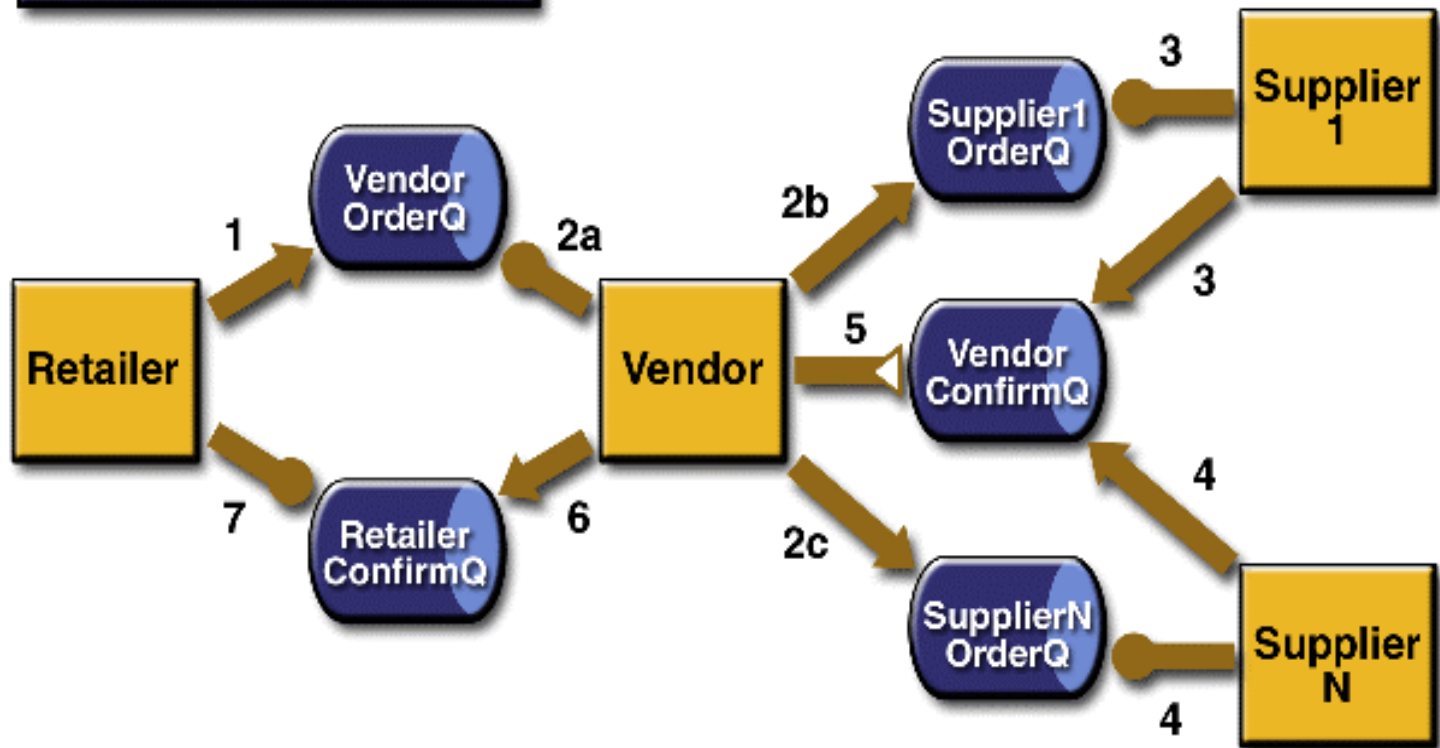 3
Supplier
1
Supplier1
OrderQ
Vendor
OrderQ
2b
1
2a
3
5
Retailer
Vendor
Vendor
ConfirmQ
4
7
6
Retailer
ConfirmQ
2c
SupplierN
OrderQ
Supplier
N
4